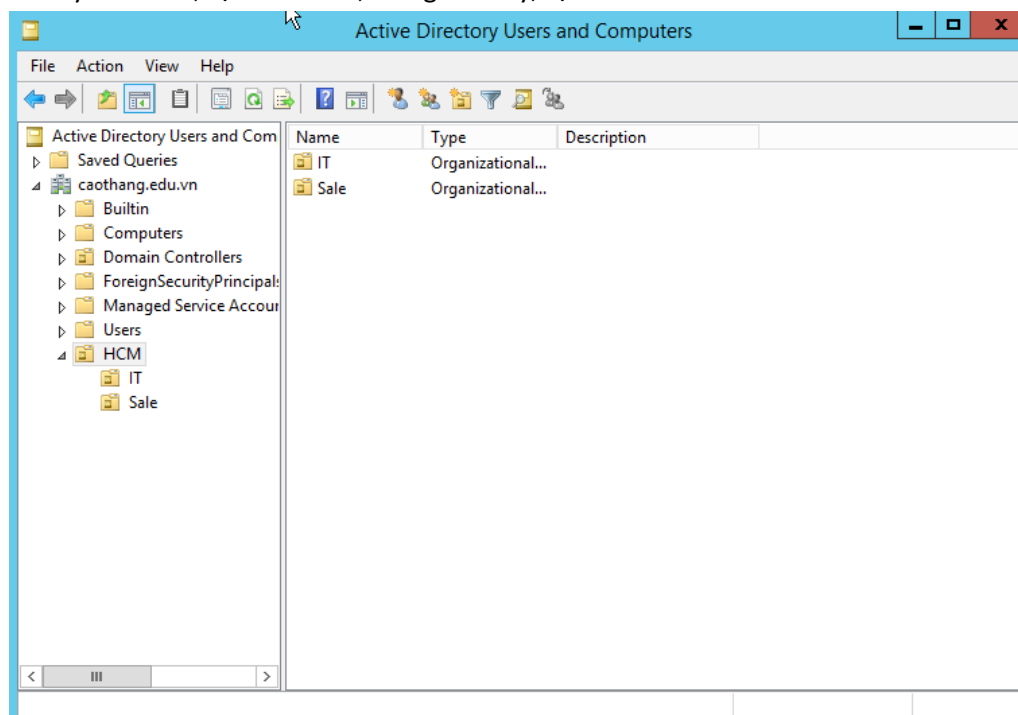 Active Directory Users and Computers
File Action View Help
Active Directory Users and Com
Saved Queries
caothang.edu.vn
Builtin
Computers
Domain Controllers
ForeignSecurityPrincipal
Managed Service Accour
Users
HCM
IT
Sale
Name Type Description
IT Organizational...
Sale Organizational...